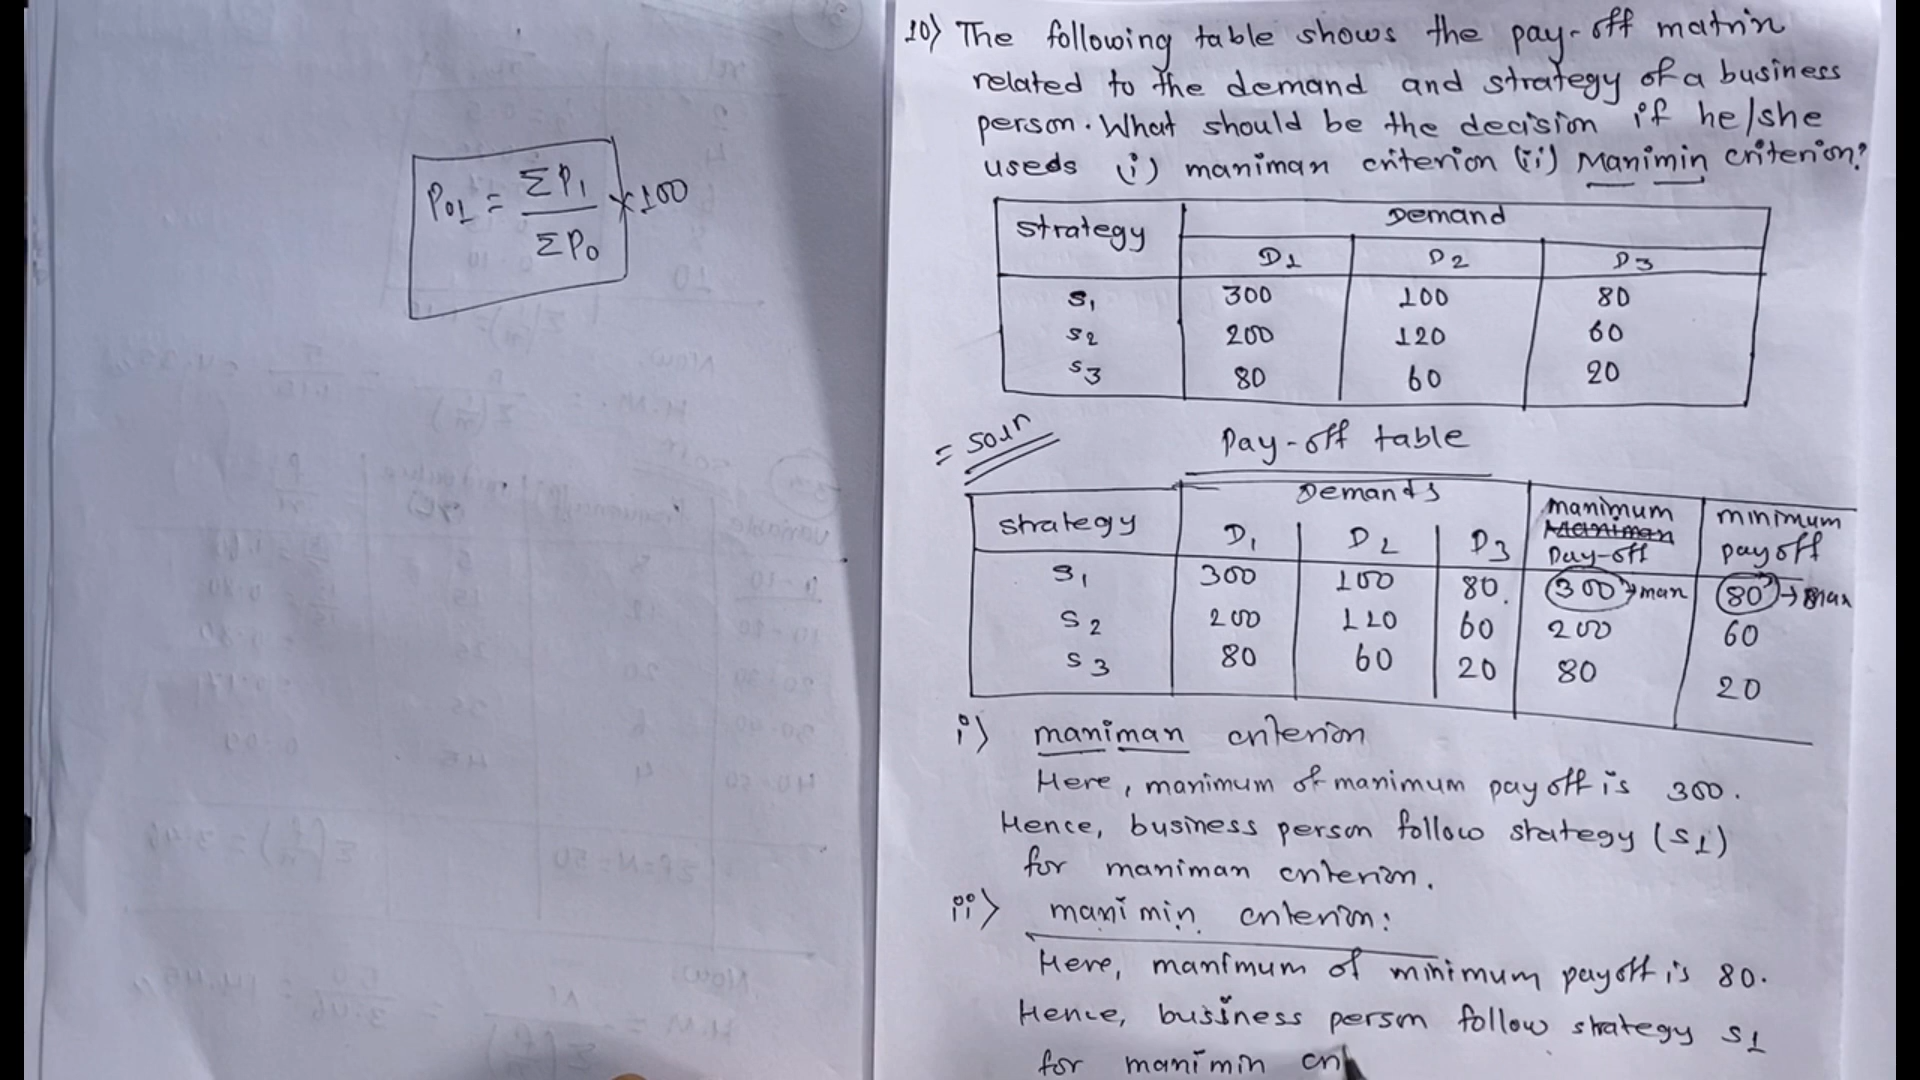 P01 = ΣP1 / ΣP0 × 100
10) The following table shows the pay-off matrix
related to the demand and strategy of a business
person. What should be the decision if he/she
useds (i) maximax criterion (ii) Maximin criterion?
Strategy Demand
D1 D2 D3
S1 300 100 80
S2 200 120 60
S3 80 60 20
= Soln
Pay-off table
Strategy Demands maximum pay-off minimum payoff
D1 D2 D3
S1 300 100 80 300 → max 80 → max
S2 200 120 60 200 60
S3 80 60 20 80 20
i) maximax criterion
Here, maximum of maximum payoff is 300.
Hence, business person follow stategy (S1)
for maximax criterion.
ii) maximin criterion:
Here, maximum of minimum payoff is 80.
Hence, business person follow strategy S1
for maximin cri